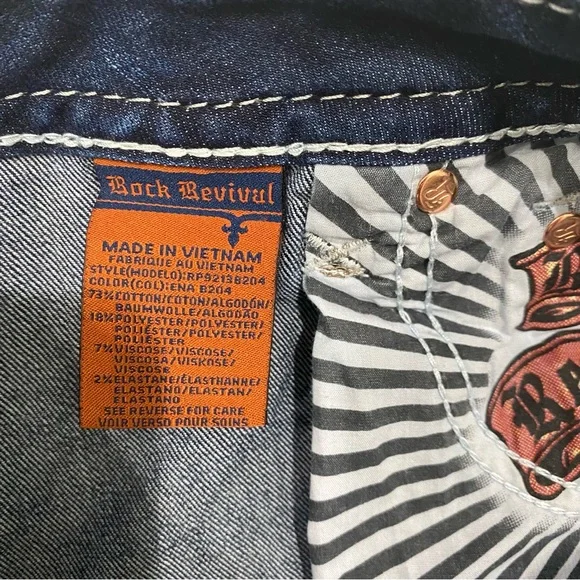 Rock Revival
MADE IN VIETNAM
FABRIQUE AU VIETNAM
STYLE(MODELO):RP9213B204
COLOR(COL):ENA B204
73%COTTON/COTON/ALGODÓN/
BAUMWOLLE/ALGODÃO
18%POLYESTER/POLYESTER/
POLIÉSTER/POLYESTER/
POLIÉSTER
7%VISCOSE/VISCOSE/
VISCOSA/VISKOSE/
VISCOSE
2%ELASTANE/ÉLASTHANNE/
ELASTANO/ELASTAN/
ELASTANO
SEE REVERSE FOR CARE
VOIR VERSO POUR SOINS
R
Re